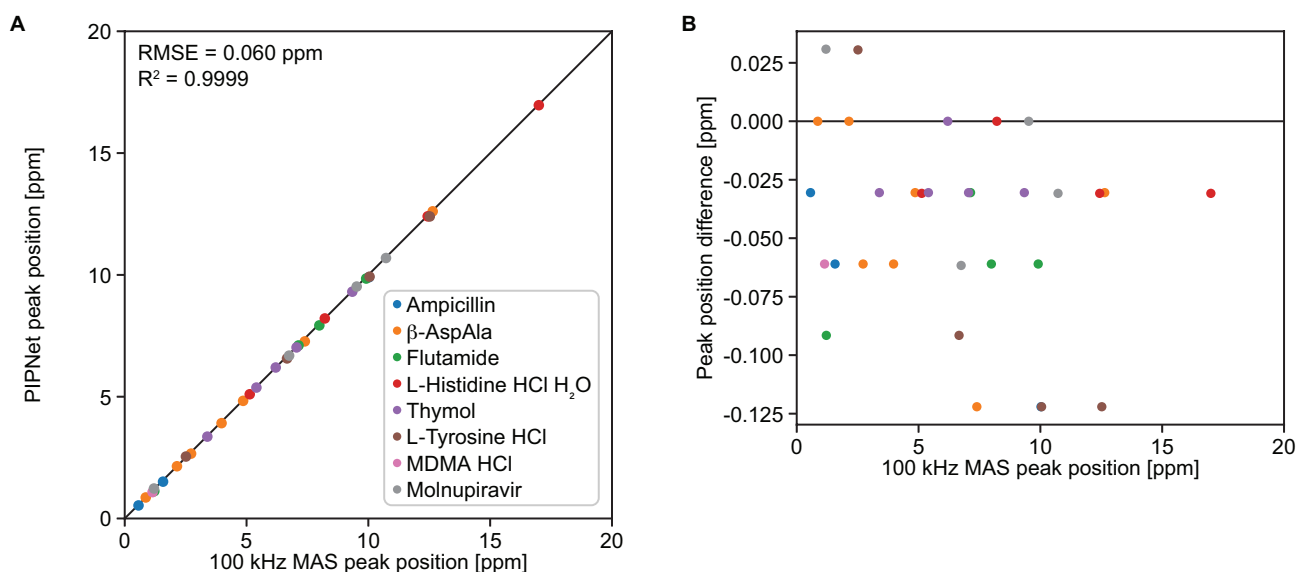 A
20
15
10
5
0
PIPNet peak position [ppm]
RMSE = 0.060 ppm
R² = 0.9999
Ampicillin
β-AspAla
Flutamide
L-Histidine HCl H₂O
Thymol
L-Tyrosine HCl
MDMA HCl
Molnupiravir
0 5 10 15 20
100 kHz MAS peak position [ppm]
B
0.025
0.000
-0.025
-0.050
-0.075
-0.100
-0.125
Peak position difference [ppm]
0 5 10 15 20
100 kHz MAS peak position [ppm]